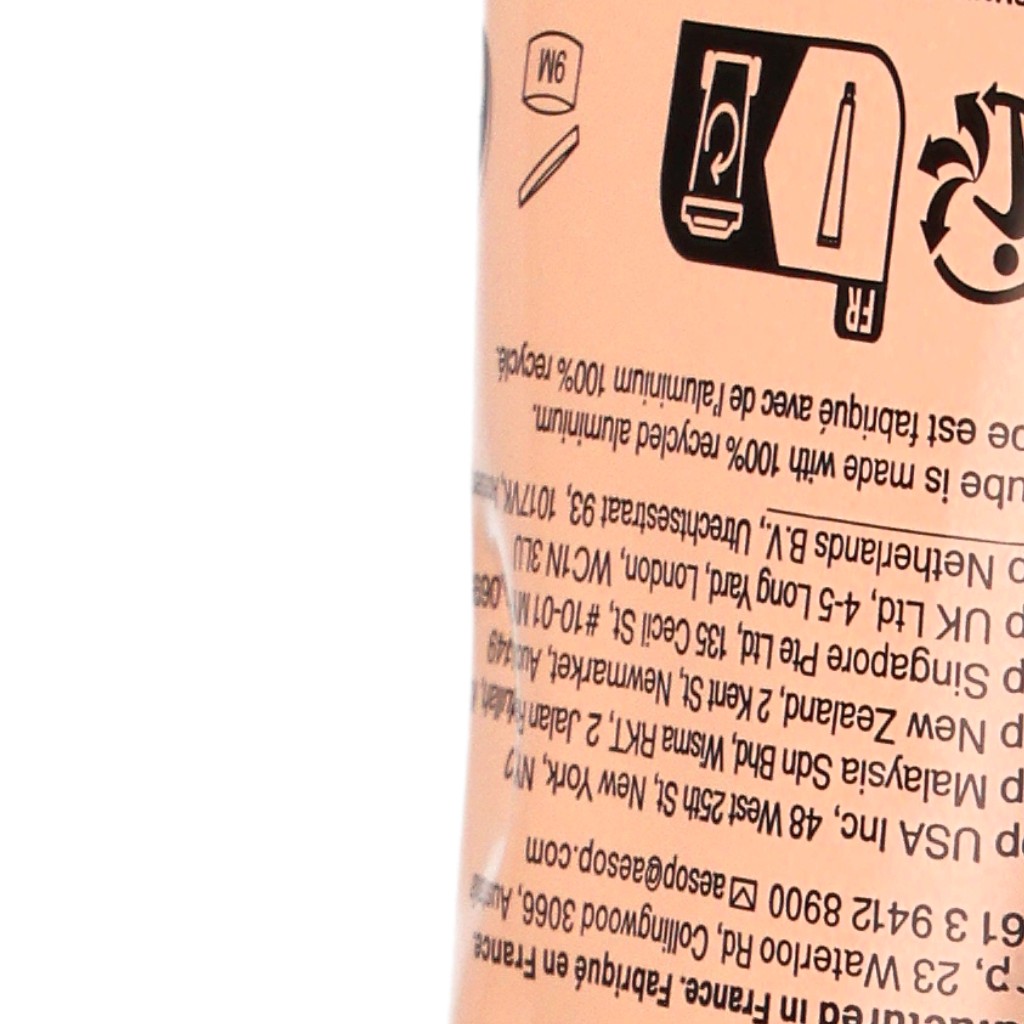 in France. Fabriqué en France.
23 Waterloo Rd, Collingwood 3066,
61 3 9412 8900 aesop@aesop.com
USA Inc, 48 West 25th St, New York,
Malaysia Sdn Bhd, Wisma RKT, 2 Jalan
New Zealand, 2 Kent St, Newmarket,
Singapore Pte Ltd, 135 Cecil St, #10-01
UK Ltd, 4-5 Long Yard, London, WC1N 3LU
Netherlands B.V., Utrechtsestraat 93, 1017VK,
ube is made with 100% recycled aluminium.
be est fabriqué avec de l'aluminium 100% recyclé.
FR
6M